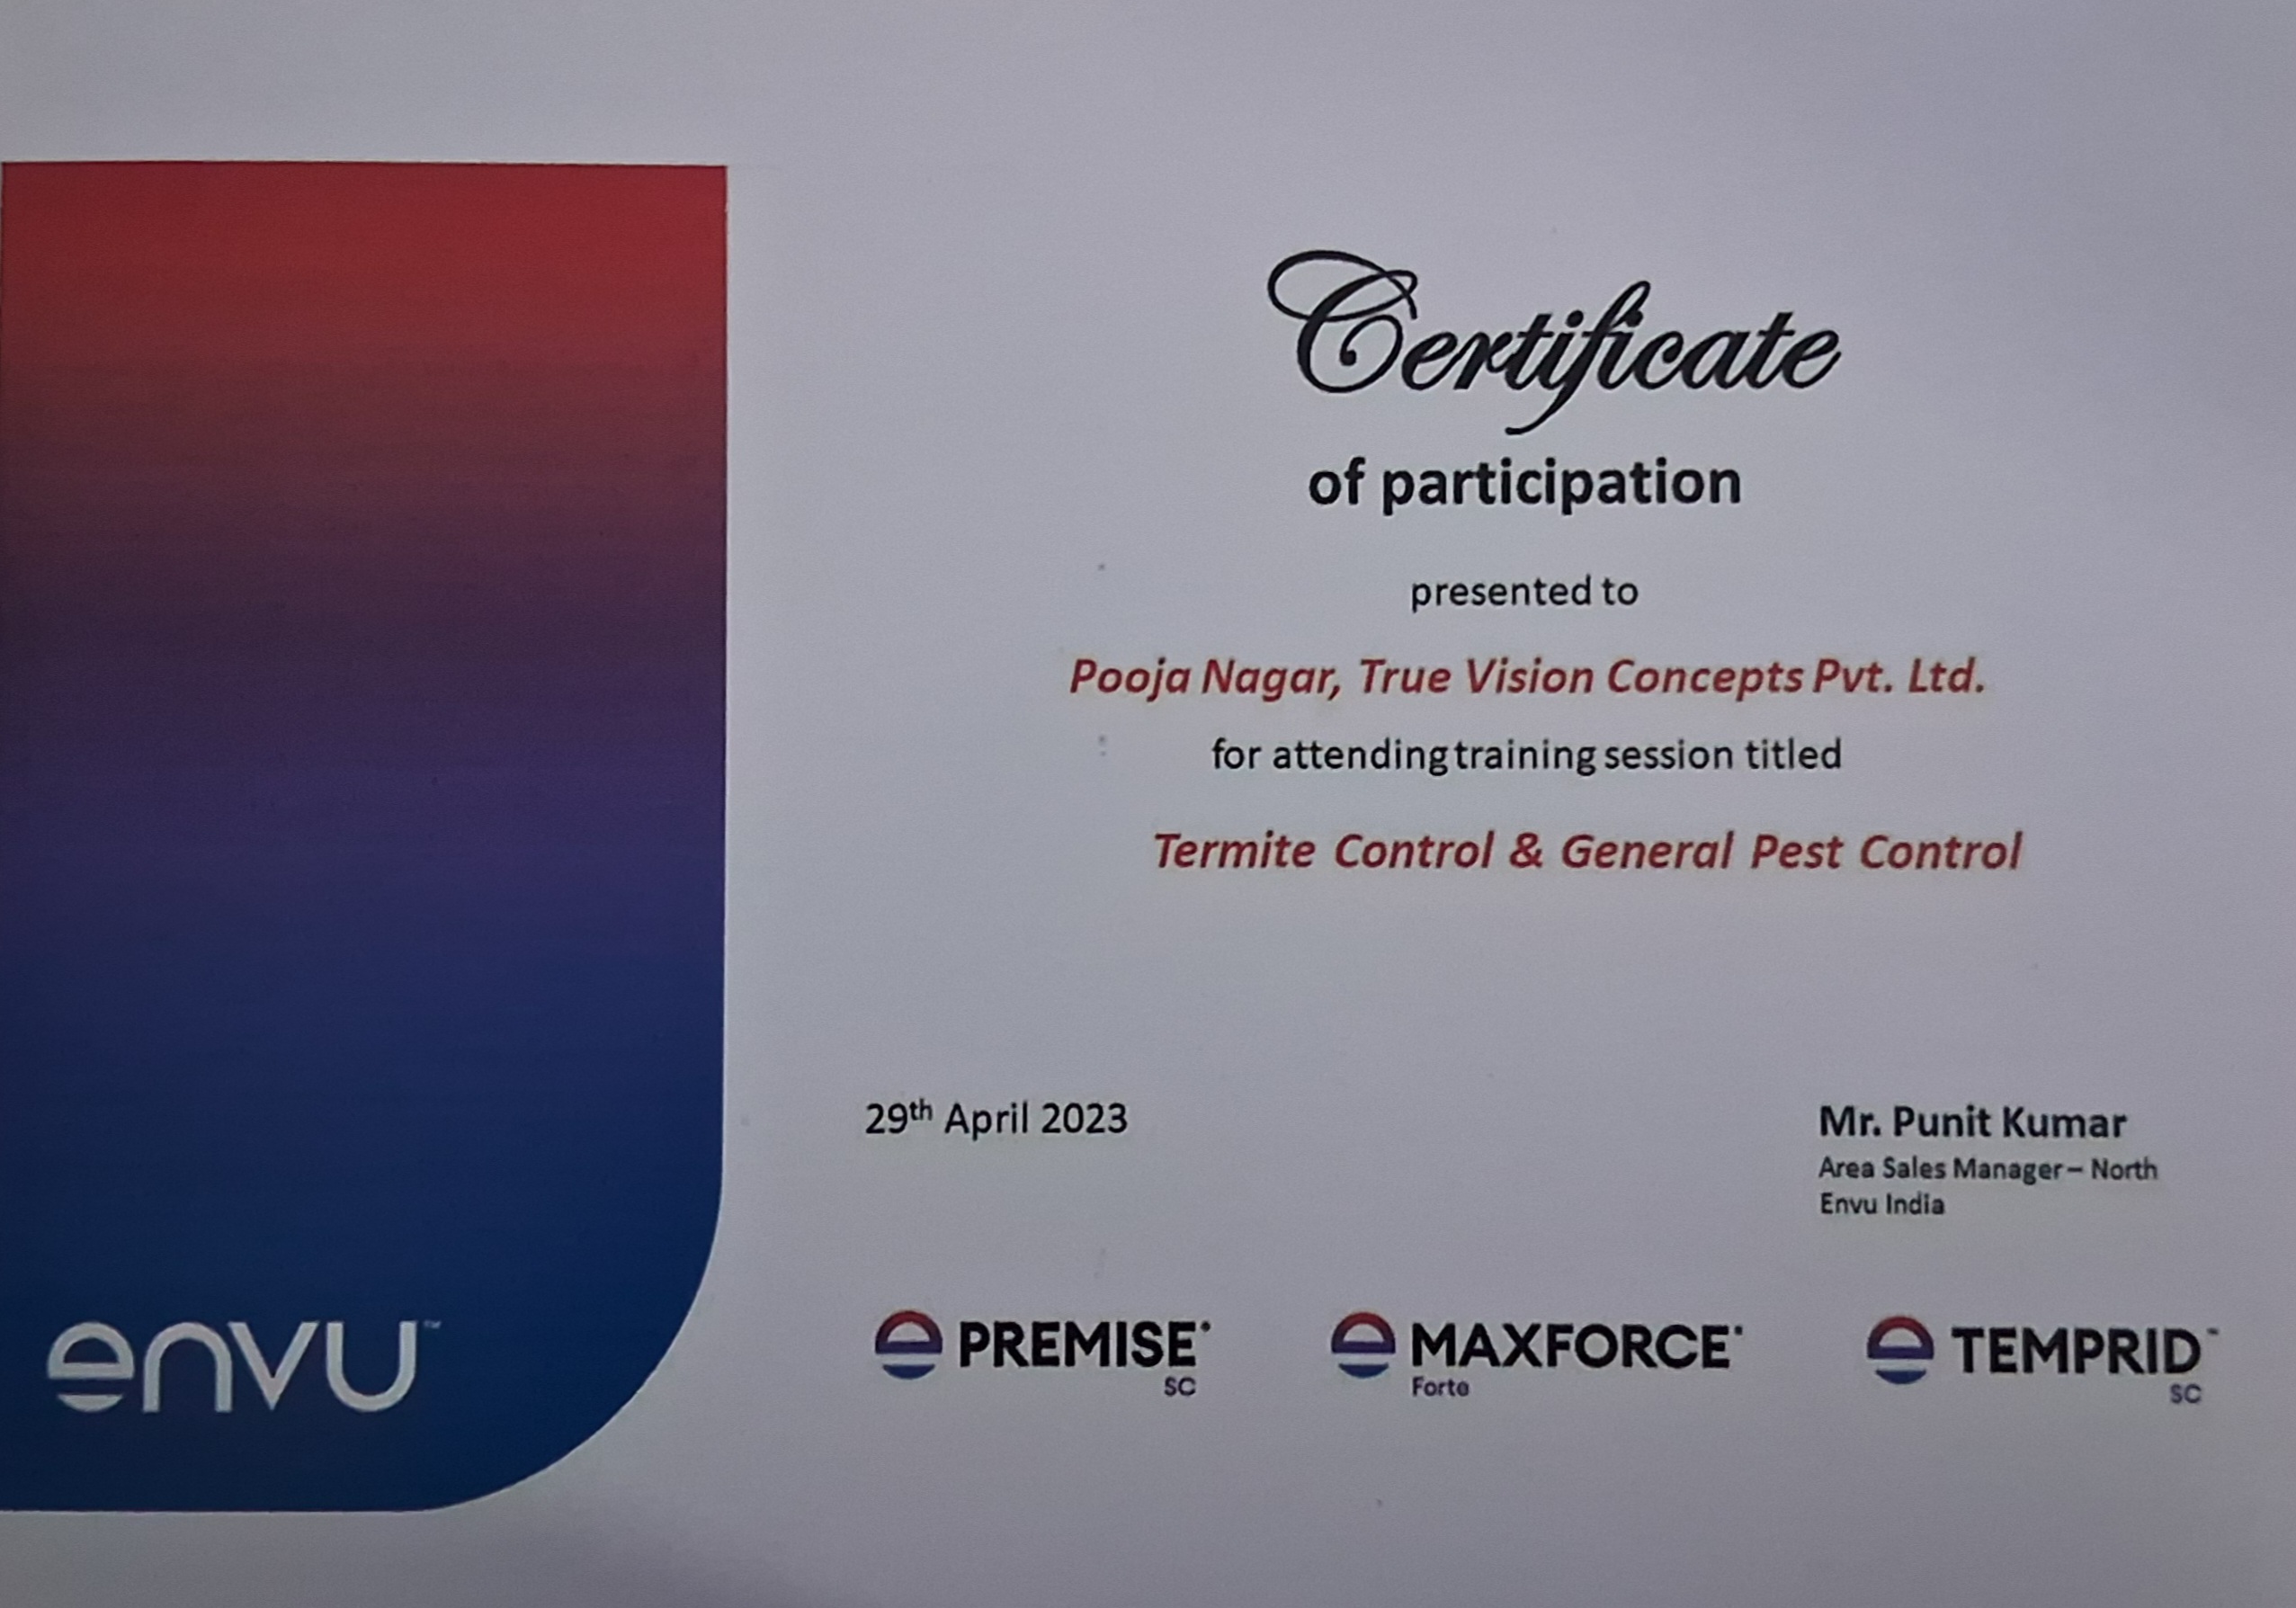 Certificate
of participation
presented to
Pooja Nagar, True Vision Concepts Pvt. Ltd.
for attending training session titled
Termite Control & General Pest Control
29th April 2023
Mr. Punit Kumar
Area Sales Manager – North
Envu India
envu™
PREMISE
SC
MAXFORCE
Forte
TEMPRID™
SC